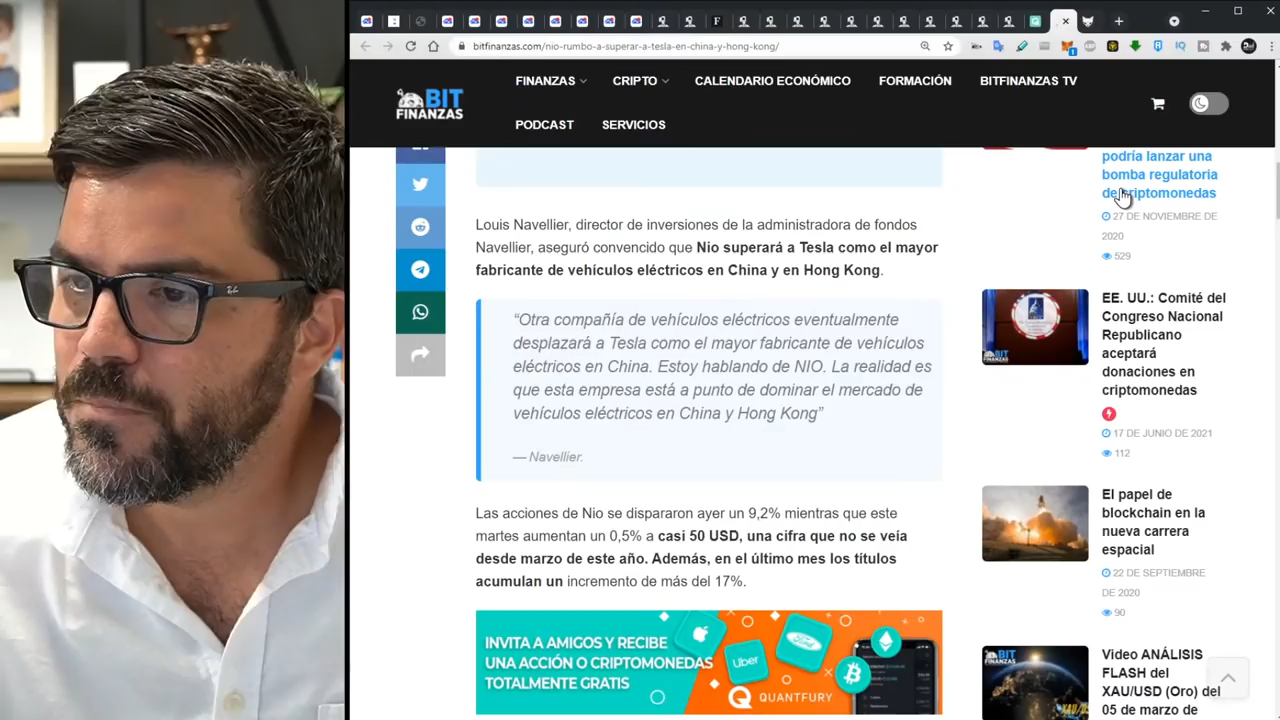 bitfinanzas.com/nio-rumbo-a-superar-a-tesla-en-china-y-hong-kong/
BIT
FINANZAS
FINANZAS
CRIPTO
CALENDARIO ECONÓMICO
FORMACIÓN
BITFINANZAS TV
PODCAST
SERVICIOS
Louis Navellier, director de inversiones de la administradora de fondos
Navellier, aseguró convencido que Nio superará a Tesla como el mayor
fabricante de vehículos eléctricos en China y en Hong Kong.
“Otra compañía de vehículos eléctricos eventualmente
desplazará a Tesla como el mayor fabricante de vehículos
eléctricos en China. Estoy hablando de NIO. La realidad es
que esta empresa está a punto de dominar el mercado de
vehículos eléctricos en China y Hong Kong”
— Navellier.
Las acciones de Nio se dispararon ayer un 9,2% mientras que este
martes aumentan un 0,5% a casi 50 USD, una cifra que no se veía
desde marzo de este año. Además, en el último mes los títulos
acumulan un incremento de más del 17%.
INVITA A AMIGOS Y RECIBE
UNA ACCIÓN O CRIPTOMONEDAS
TOTALMENTE GRATIS
Uber
Ford
QUANTFURY
podría lanzar una
bomba regulatoria
de criptomonedas
27 DE NOVIEMBRE DE
2020
529
BIT
FINANZAS
EE. UU.: Comité del
Congreso Nacional
Republicano
aceptará
donaciones en
criptomonedas
17 DE JUNIO DE 2021
112
El papel de
blockchain en la
nueva carrera
espacial
22 DE SEPTIEMBRE
DE 2020
90
BIT
FINANZAS
XAU/USD
Video ANÁLISIS
FLASH del
XAU/USD (Oro) del
05 de marzo de